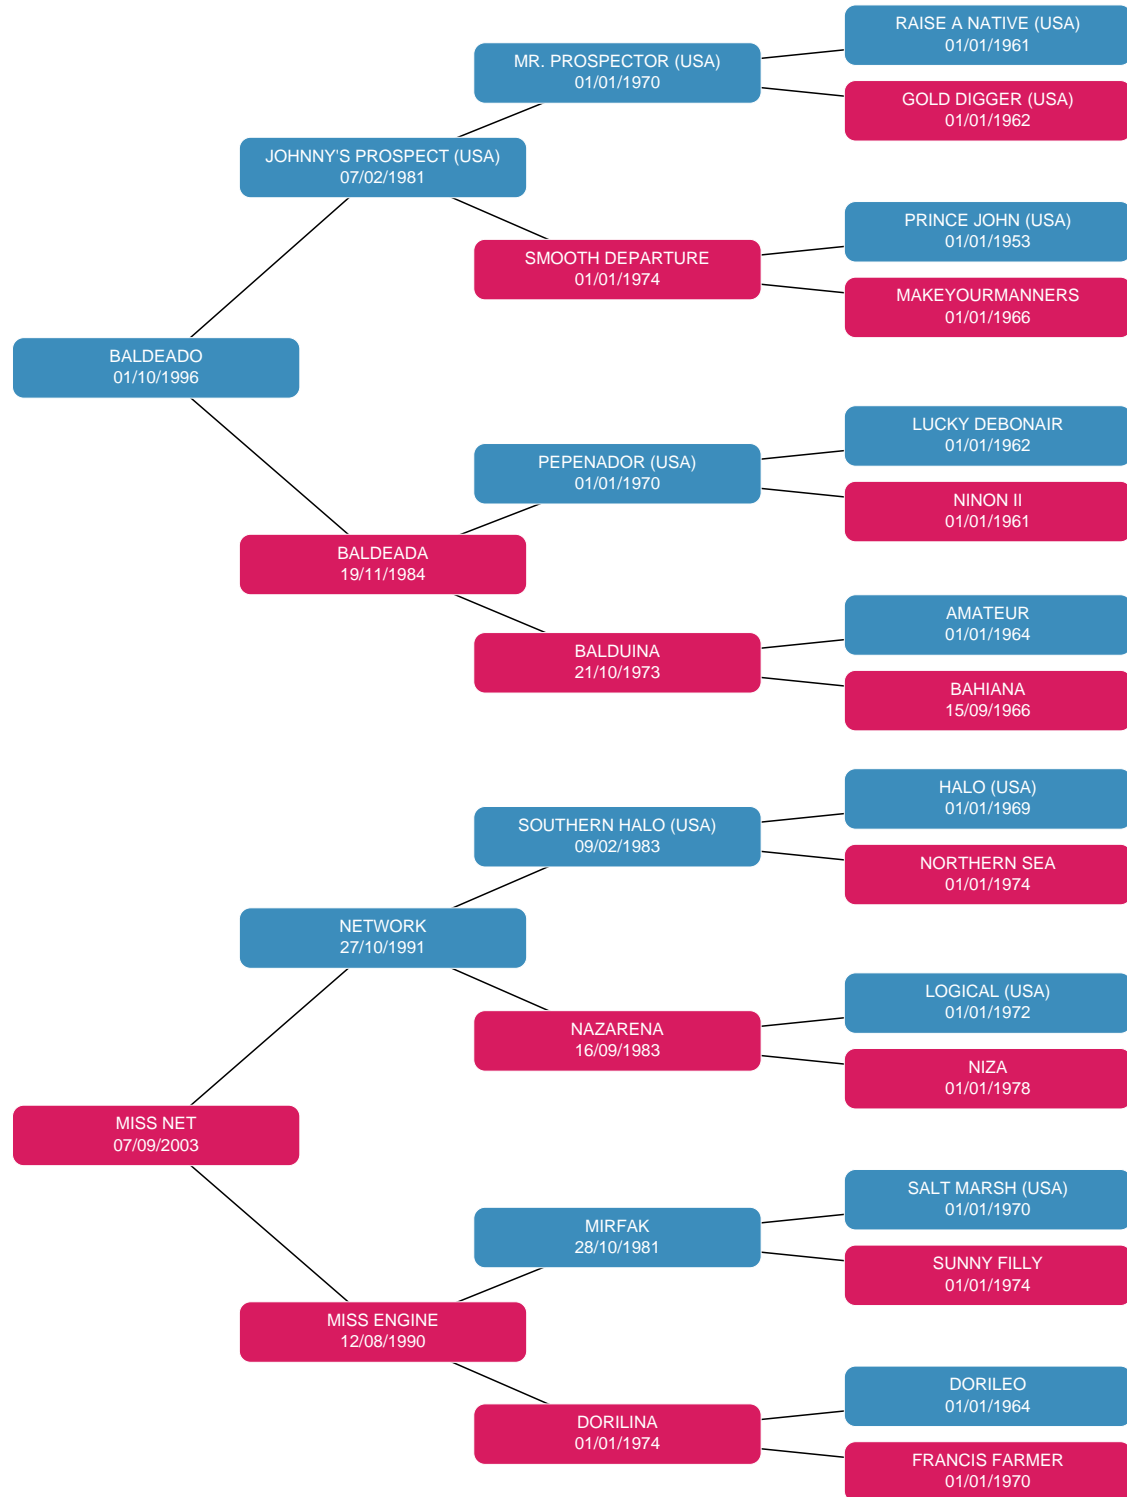 RAISE A NATIVE (USA)
01/01/1961
MR. PROSPECTOR (USA)
01/01/1970
GOLD DIGGER (USA)
01/01/1962
JOHNNY'S PROSPECT (USA)
07/02/1981
PRINCE JOHN (USA)
01/01/1953
SMOOTH DEPARTURE
01/01/1974
MAKEYOURMANNERS
01/01/1966
BALDEADO
01/10/1996
LUCKY DEBONAIR
01/01/1962
PEPENADOR (USA)
01/01/1970
NINON II
01/01/1961
BALDEADA
19/11/1984
AMATEUR
01/01/1964
BALDUINA
21/10/1973
BAHIANA
15/09/1966
HALO (USA)
01/01/1969
SOUTHERN HALO (USA)
09/02/1983
NORTHERN SEA
01/01/1974
NETWORK
27/10/1991
LOGICAL (USA)
01/01/1972
NAZARENA
16/09/1983
NIZA
01/01/1978
MISS NET
07/09/2003
SALT MARSH (USA)
01/01/1970
MIRFAK
28/10/1981
SUNNY FILLY
01/01/1974
MISS ENGINE
12/08/1990
DORILEO
01/01/1964
DORILINA
01/01/1974
FRANCIS FARMER
01/01/1970